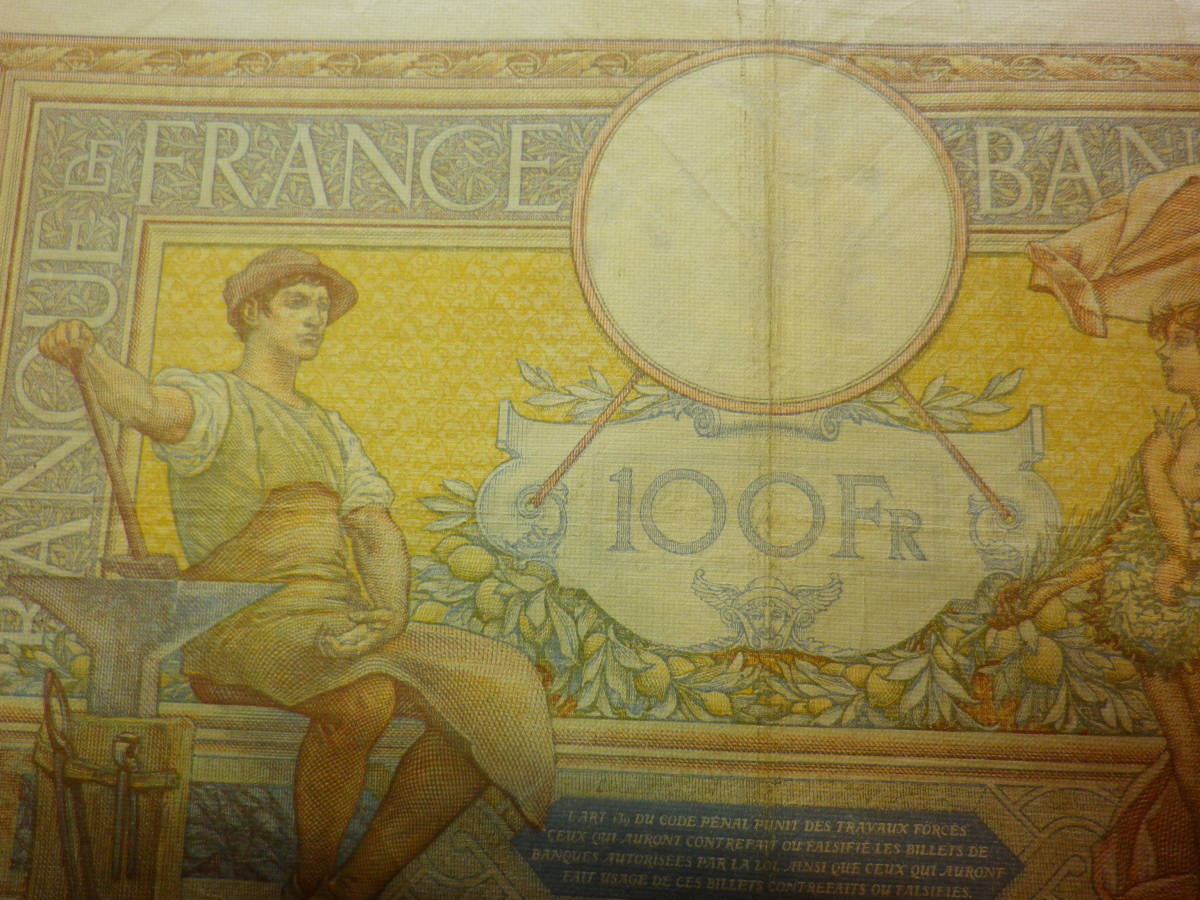 BANQUE DE
FRANCE
BAN
100 FR
L'ART 139 DU CODE PÉNAL PUNIT DES TRAVAUX FORCÉS
CEUX QUI AURONT CONTREFAIT OU FALSIFIÉ LES BILLETS DE
BANQUES AUTORISÉES PAR LA LOI, AINSI QUE CEUX QUI AURONT
FAIT USAGE DE CES BILLETS CONTREFAITS OU FALSIFIÉS.